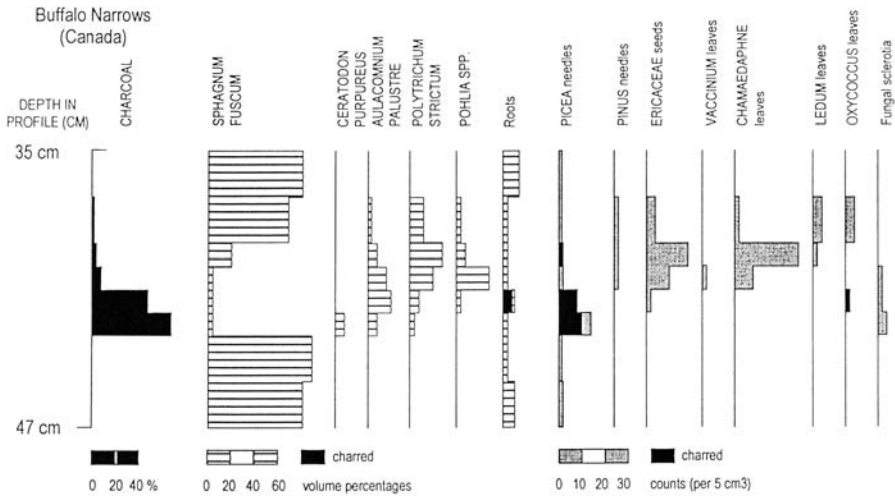 Buffalo Narrows
(Canada)
DEPTH IN
PROFILE (CM)
CHARCOAL
SPHAGNUM
FUSCUM
CERATODON
PURPUREUS
AULACOMNIUM
PALUSTRE
POLYTRICHUM
STRICTUM
POHLIA SPP.
Roots
PICEA needles
PINUS needles
ERICACEAE seeds
VACCINIUM leaves
CHAMAEDAPHNE
leaves
LEDUM leaves
OXYCOCCUS leaves
Fungal sclerotia
35 cm
47 cm
charred
charred
0 20 40 %
0 20 40 60
volume percentages
0 10 20 30
counts (per 5 cm3)